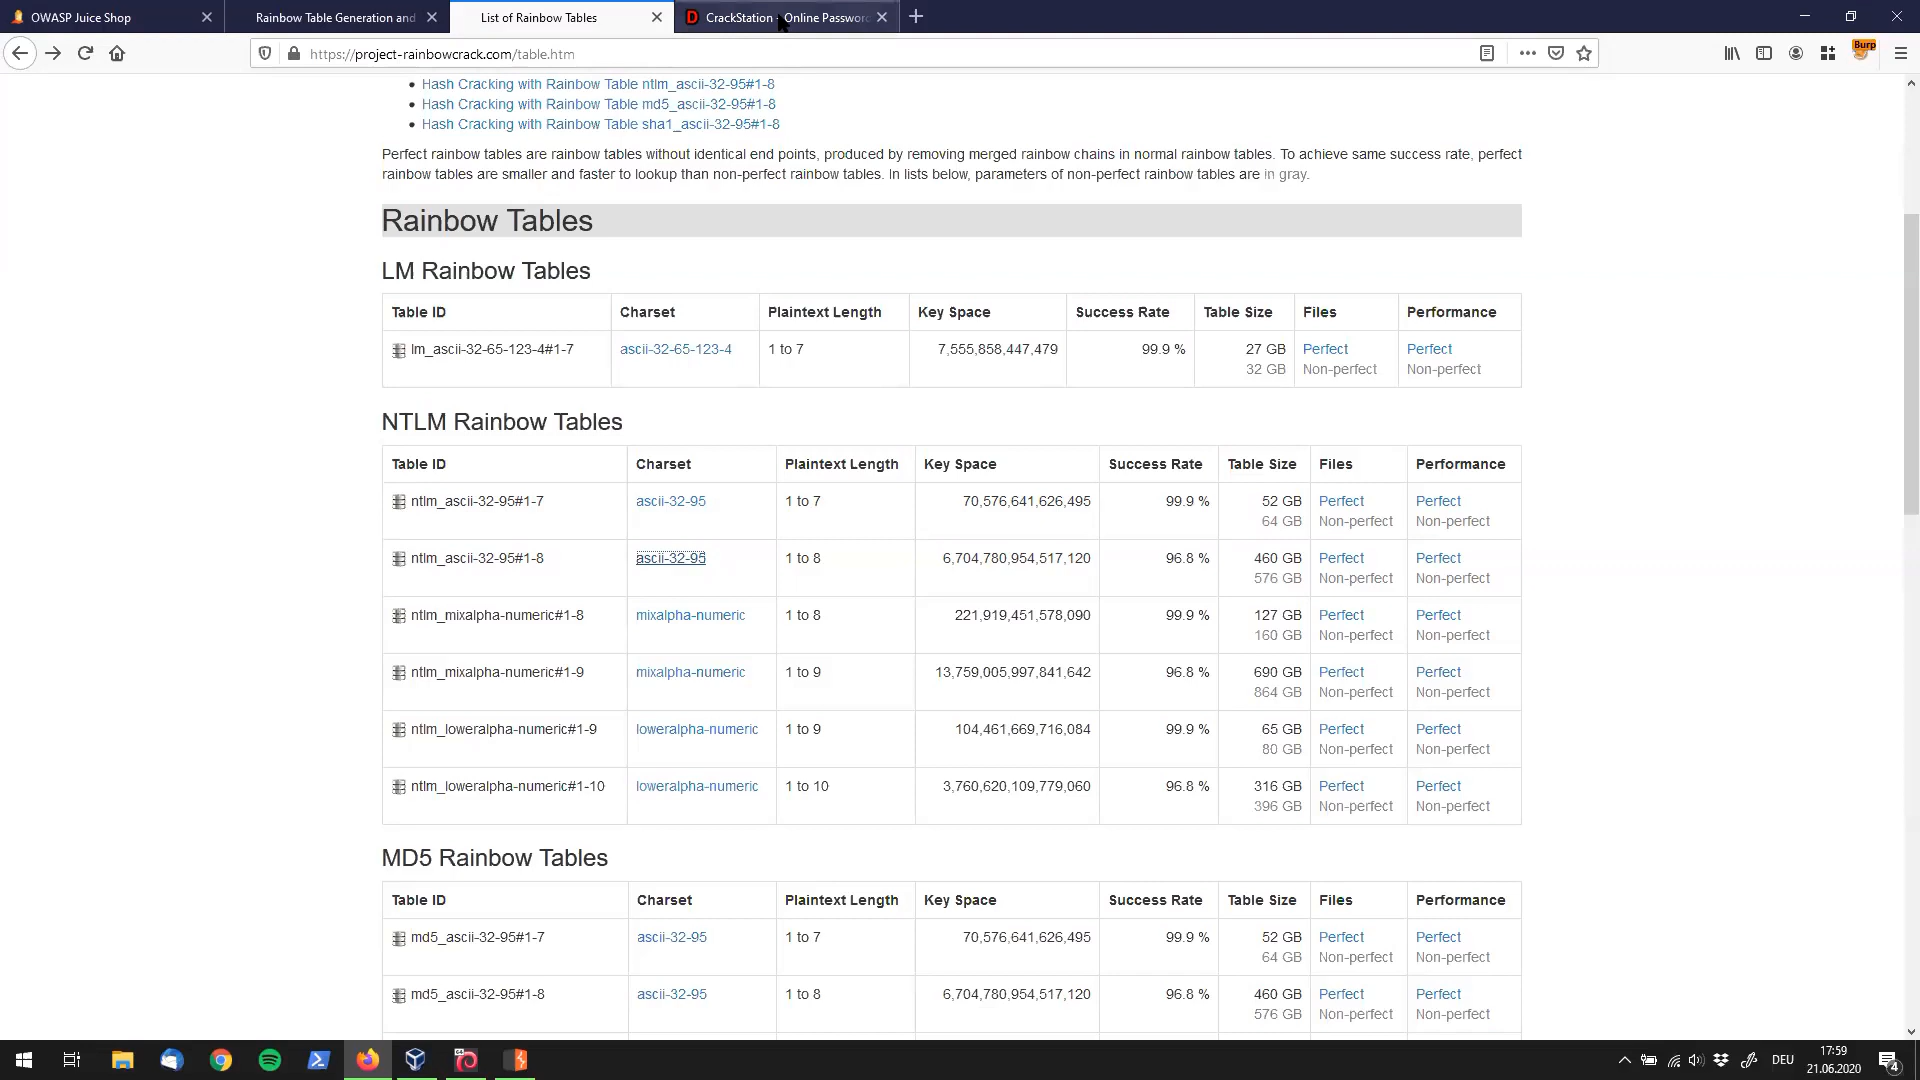 OWASP Juice Shop
Rainbow Table Generation and
List of Rainbow Tables
CrackStation - Online Password
https://project-rainbowcrack.com/table.htm
Burp
Hash Cracking with Rainbow Table ntlm_ascii-32-95#1-8
Hash Cracking with Rainbow Table md5_ascii-32-95#1-8
Hash Cracking with Rainbow Table sha1_ascii-32-95#1-8
Perfect rainbow tables are rainbow tables without identical end points, produced by removing merged rainbow chains in normal rainbow tables. To achieve same success rate, perfect
rainbow tables are smaller and faster to lookup than non-perfect rainbow tables. In lists below, parameters of non-perfect rainbow tables are in gray.
Rainbow Tables
LM Rainbow Tables
Table ID Charset Plaintext Length Key Space Success Rate Table Size Files Performance
lm_ascii-32-65-123-4#1-7 ascii-32-65-123-4 1 to 7 7,555,858,447,479 99.9 % 27 GB Perfect Perfect
32 GB Non-perfect Non-perfect
NTLM Rainbow Tables
Table ID Charset Plaintext Length Key Space Success Rate Table Size Files Performance
ntlm_ascii-32-95#1-7 ascii-32-95 1 to 7 70,576,641,626,495 99.9 % 52 GB Perfect Perfect
64 GB Non-perfect Non-perfect
ntlm_ascii-32-95#1-8 ascii-32-95 1 to 8 6,704,780,954,517,120 96.8 % 460 GB Perfect Perfect
576 GB Non-perfect Non-perfect
ntlm_mixalpha-numeric#1-8 mixalpha-numeric 1 to 8 221,919,451,578,090 99.9 % 127 GB Perfect Perfect
160 GB Non-perfect Non-perfect
ntlm_mixalpha-numeric#1-9 mixalpha-numeric 1 to 9 13,759,005,997,841,642 96.8 % 690 GB Perfect Perfect
864 GB Non-perfect Non-perfect
ntlm_loweralpha-numeric#1-9 loweralpha-numeric 1 to 9 104,461,669,716,084 99.9 % 65 GB Perfect Perfect
80 GB Non-perfect Non-perfect
ntlm_loweralpha-numeric#1-10 loweralpha-numeric 1 to 10 3,760,620,109,779,060 96.8 % 316 GB Perfect Perfect
396 GB Non-perfect Non-perfect
MD5 Rainbow Tables
Table ID Charset Plaintext Length Key Space Success Rate Table Size Files Performance
md5_ascii-32-95#1-7 ascii-32-95 1 to 7 70,576,641,626,495 99.9 % 52 GB Perfect Perfect
64 GB Non-perfect Non-perfect
md5_ascii-32-95#1-8 ascii-32-95 1 to 8 6,704,780,954,517,120 96.8 % 460 GB Perfect Perfect
576 GB Non-perfect Non-perfect
DEU
17:59
21.06.2020
4